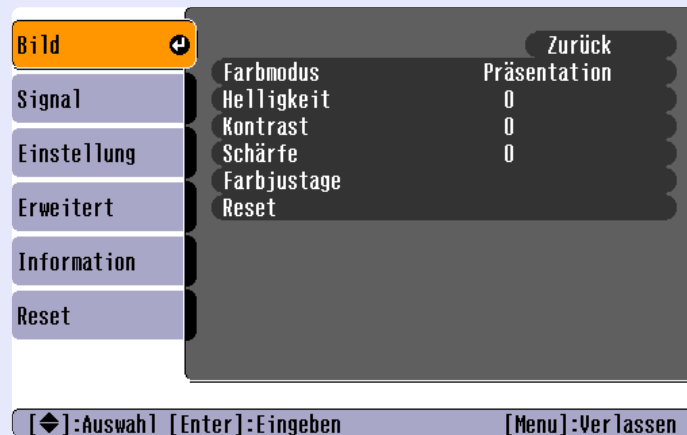 Bild
Signal
Einstellung
Erweitert
Information
Reset
Zurück
Farbmodus Präsentation
Helligkeit 0
Kontrast 0
Schärfe 0
Farbjustage
Reset
[◆]:Auswahl [Enter]:Eingeben [Menu]:Verlassen